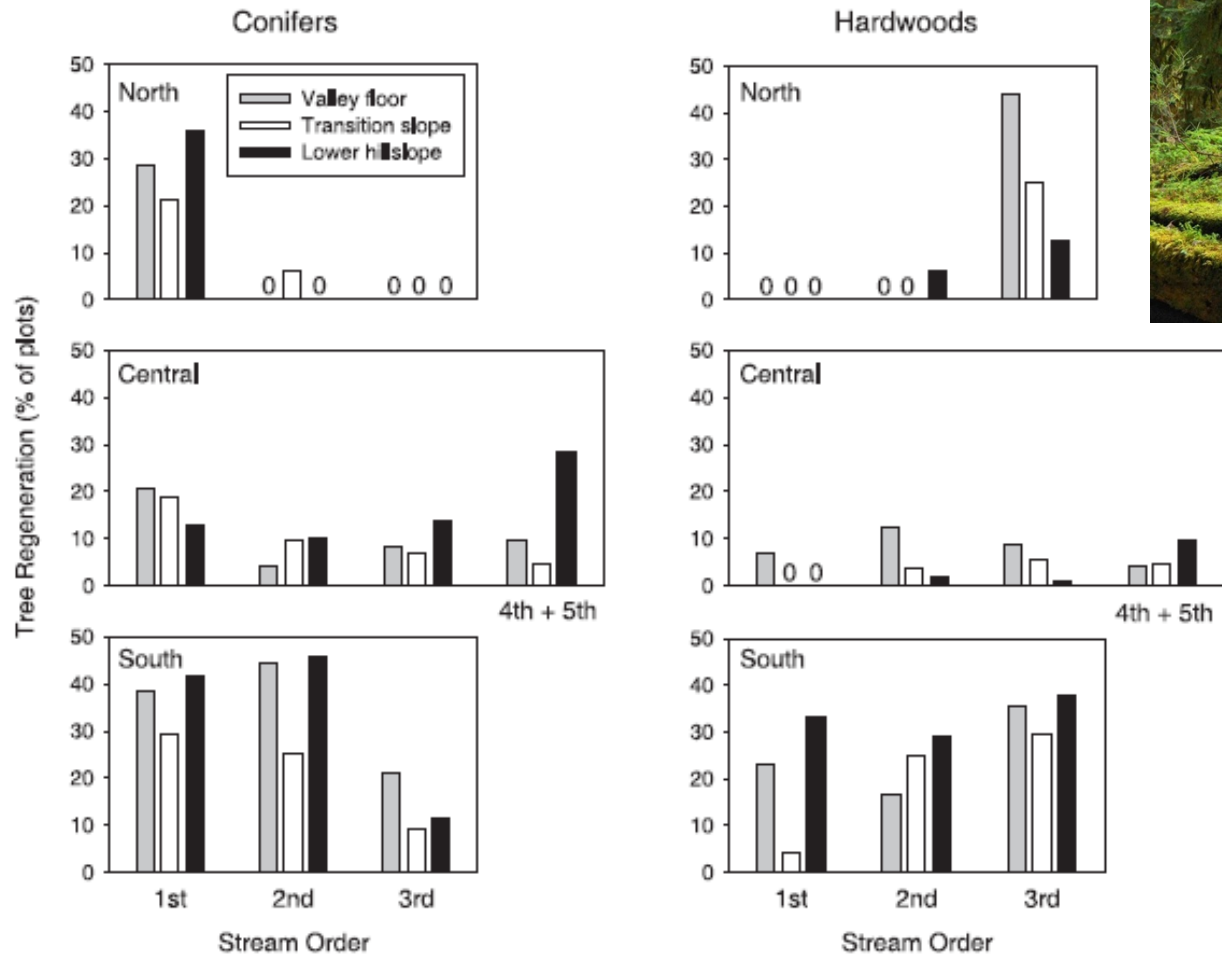 Conifers
Hardwoods
Tree Regeneration (% of plots)
50
40
30
20
10
0
North
Valley floor
Transition slope
Lower hillslope
0 0
0 0 0
50
40
30
20
10
0
North
0 0 0
0 0
50
40
30
20
10
0
Central
4th + 5th
50
40
30
20
10
0
Central
0 0
4th + 5th
50
40
30
20
10
0
South
1st 2nd 3rd
Stream Order
50
40
30
20
10
0
South
1st 2nd 3rd
Stream Order